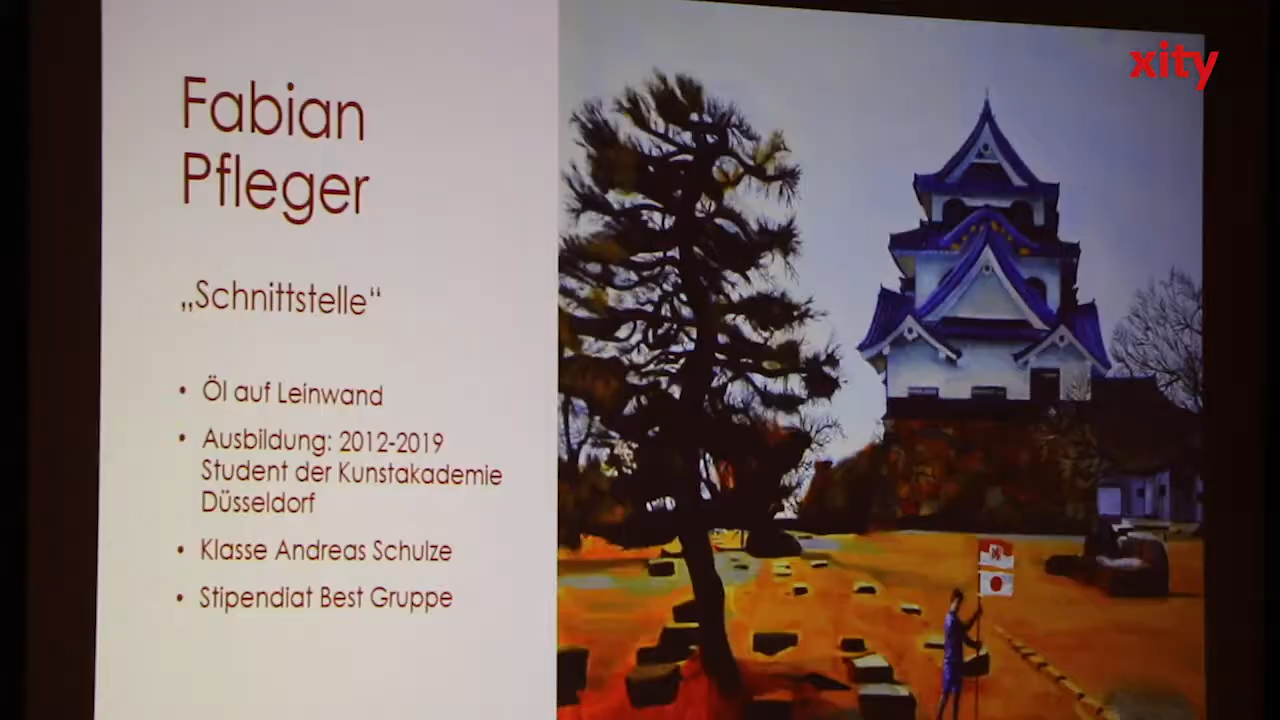 xity
Fabian
Pfleger
„Schnittstelle“
• Öl auf Leinwand
• Ausbildung: 2012-2019
Student der Kunstakademie
Düsseldorf
• Klasse Andreas Schulze
• Stipendiat Best Gruppe